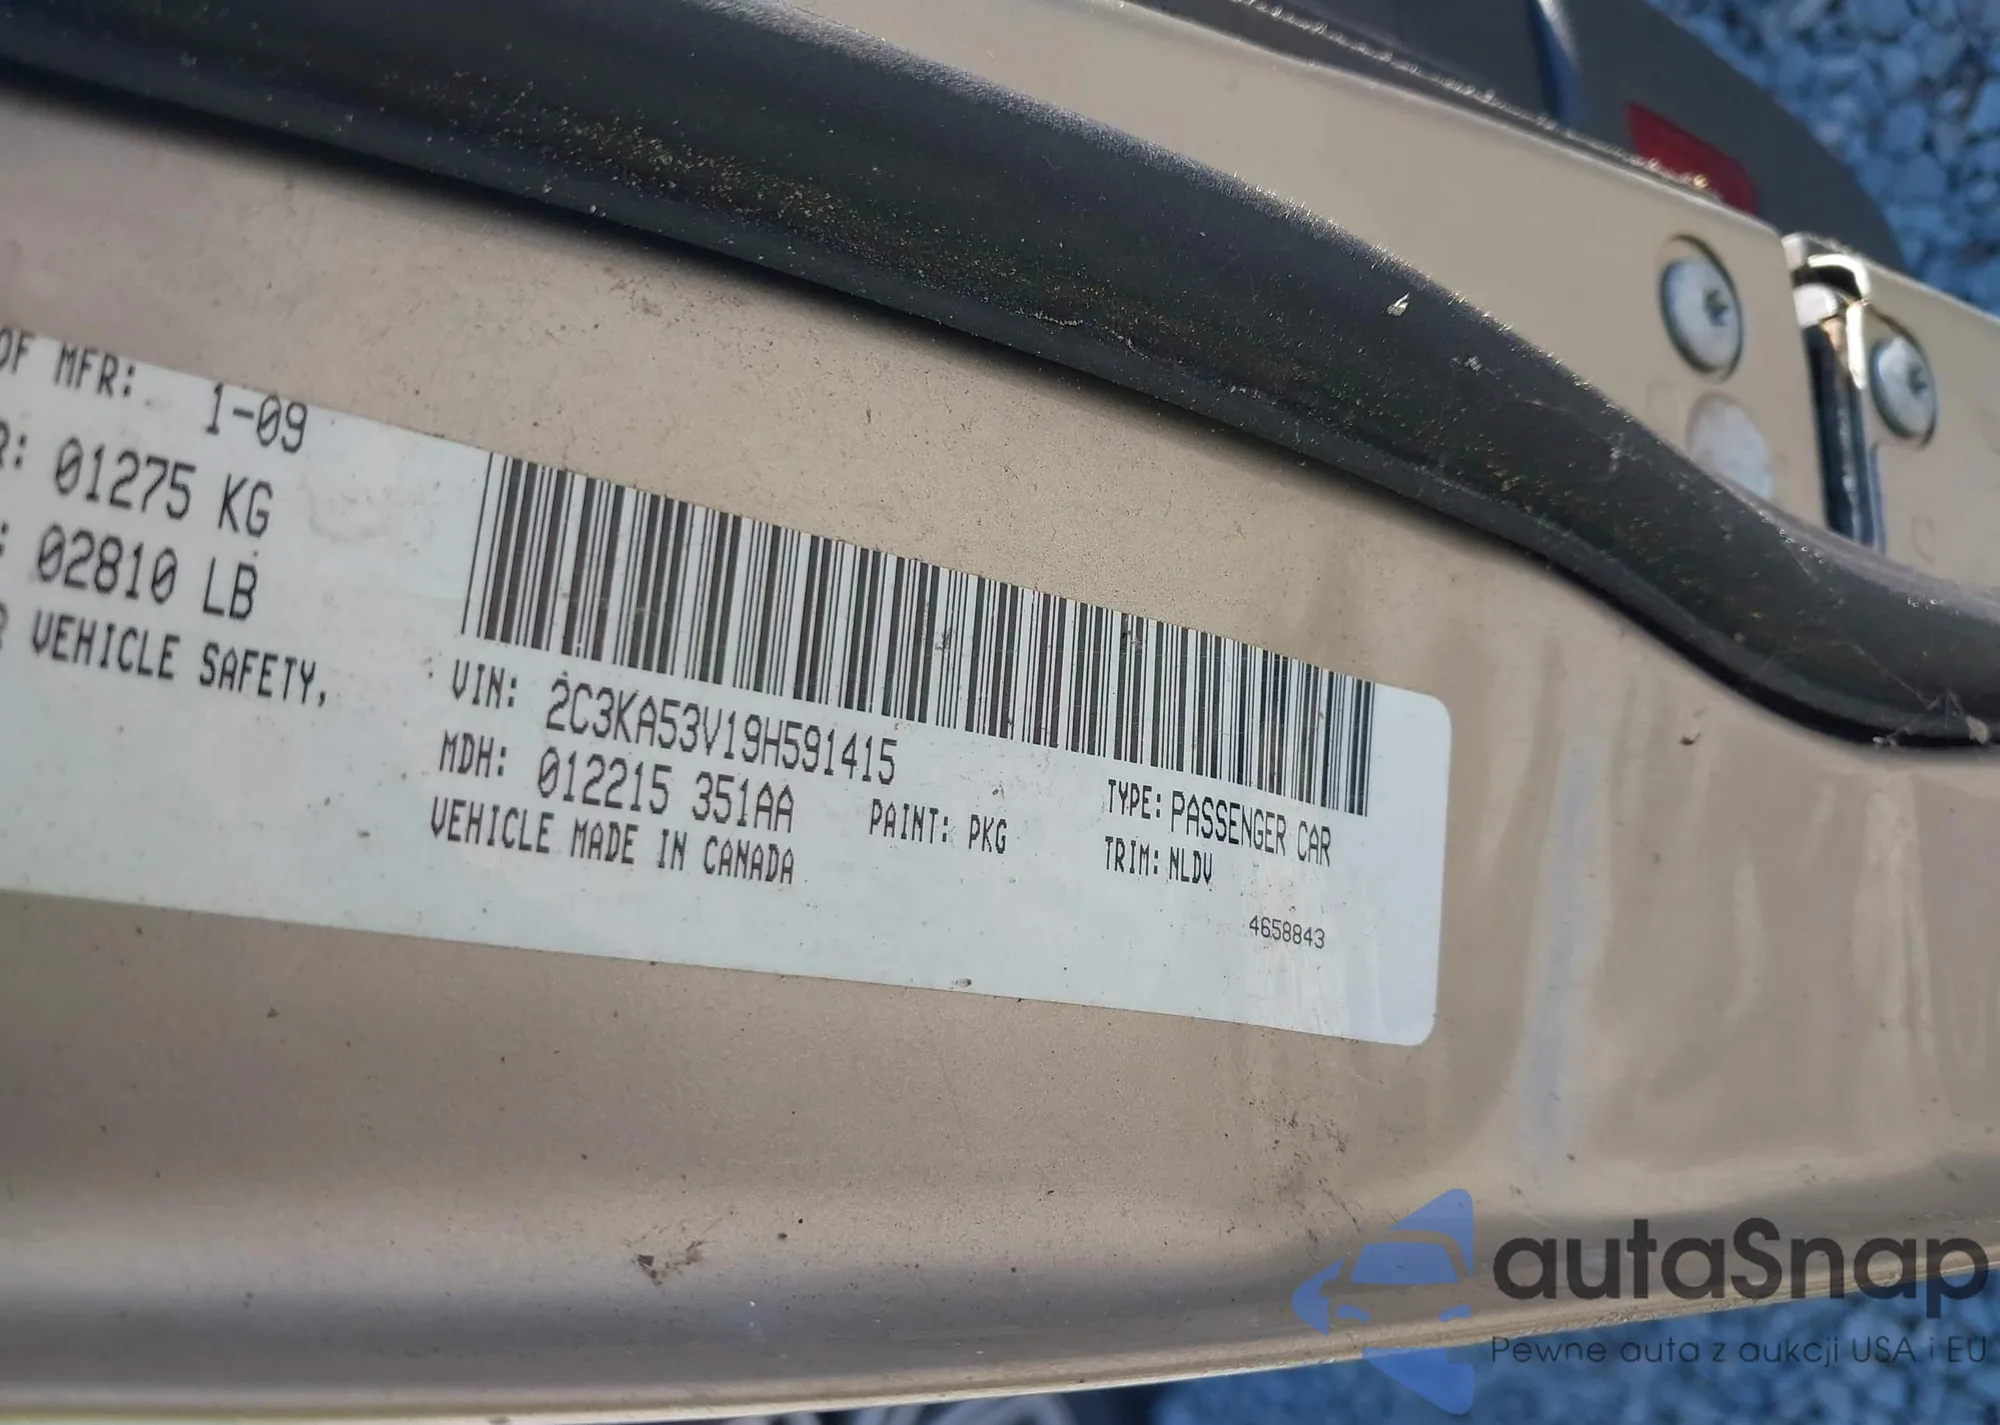 OF MFR: 1-09
R: 01275 KG
: 02810 LB
VEHICLE SAFETY,
VIN: 2C3KA53V19H591415
TYPE: PASSENGER CAR
MDH: 012215 351AA
PAINT: PKG
TRIM: NLDV
VEHICLE MADE IN CANADA
4658843
autaSnap
Pewne auta z aukcji USA i EU